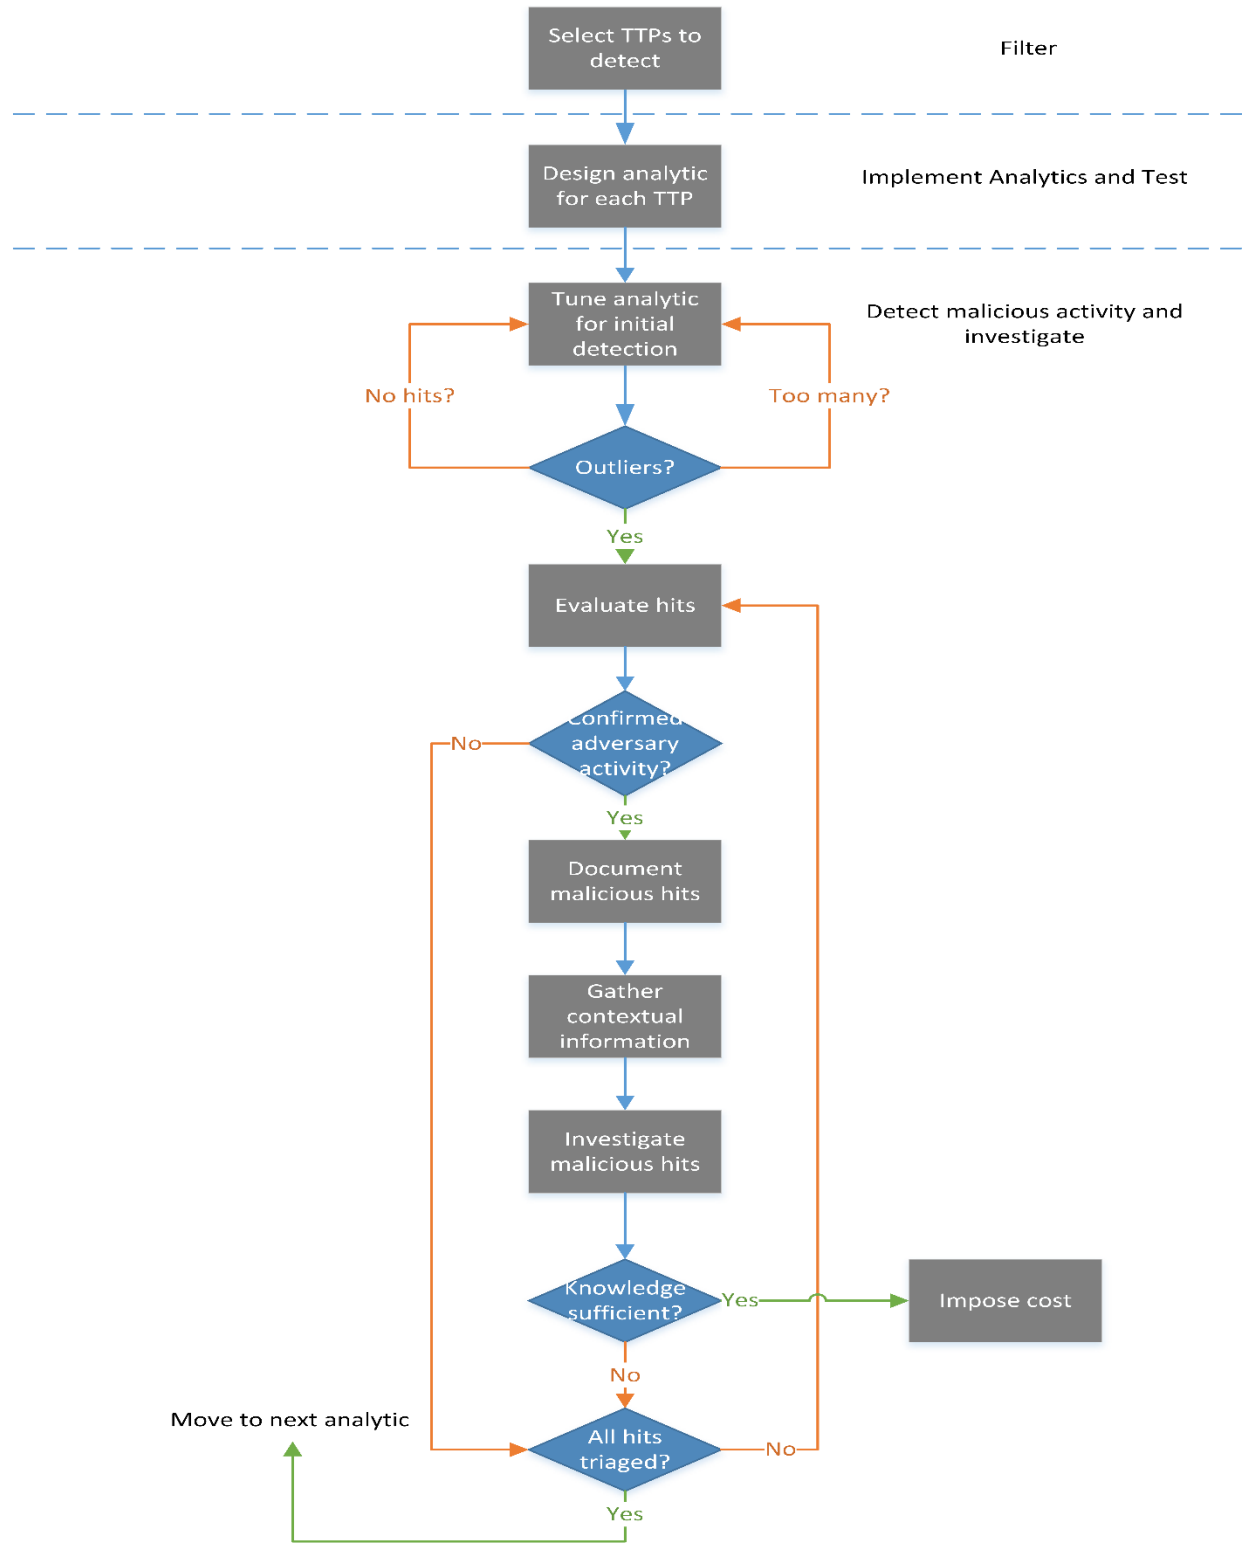 Select TTPs to
detect
Filter
Design analytic
for each TTP
Implement Analytics and Test
Tune analytic
for initial
detection
Detect malicious activity and
investigate
No hits?
Too many?
Outliers?
Yes
Evaluate hits
Confirmed
adversary
activity?
No
Yes
Document
malicious hits
Gather
contextual
information
Investigate
malicious hits
Knowledge
sufficient?
Yes
Impose cost
No
Move to next analytic
All hits
triaged?
No
Yes